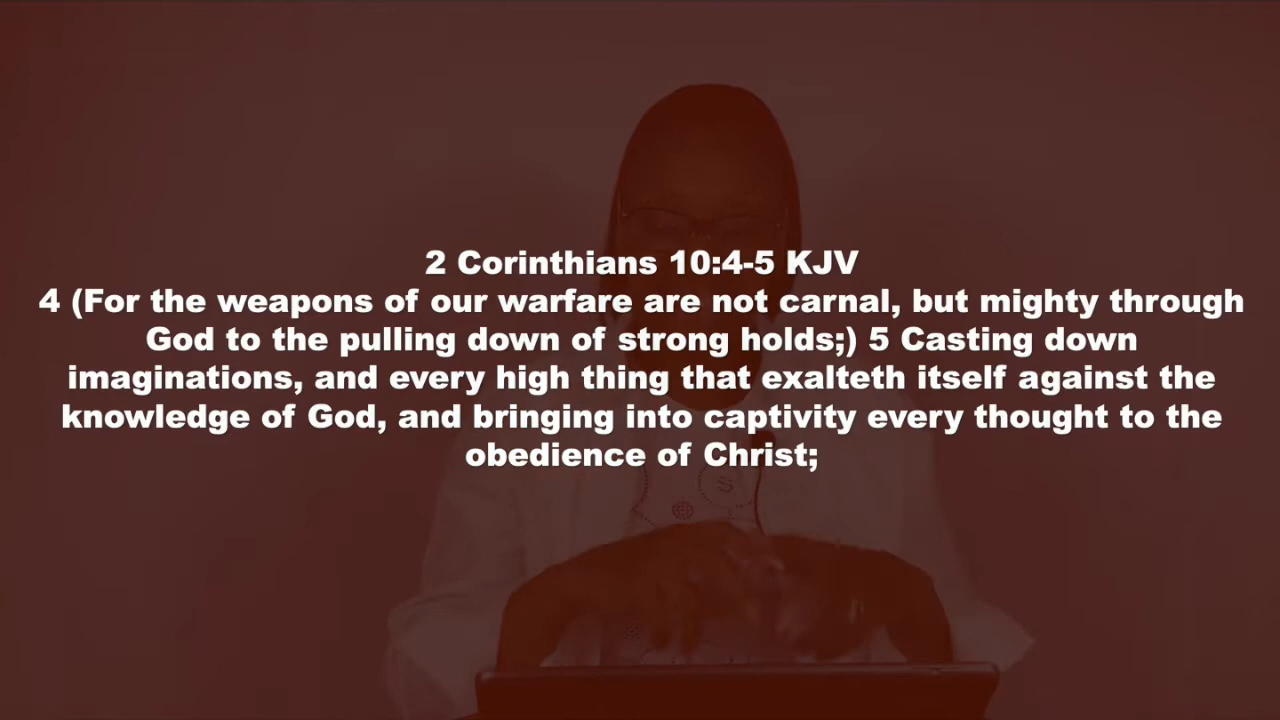 2 Corinthians 10:4-5 KJV
4 (For the weapons of our warfare are not carnal, but mighty through
God to the pulling down of strong holds;) 5 Casting down
imaginations, and every high thing that exalteth itself against the
knowledge of God, and bringing into captivity every thought to the
obedience of Christ;